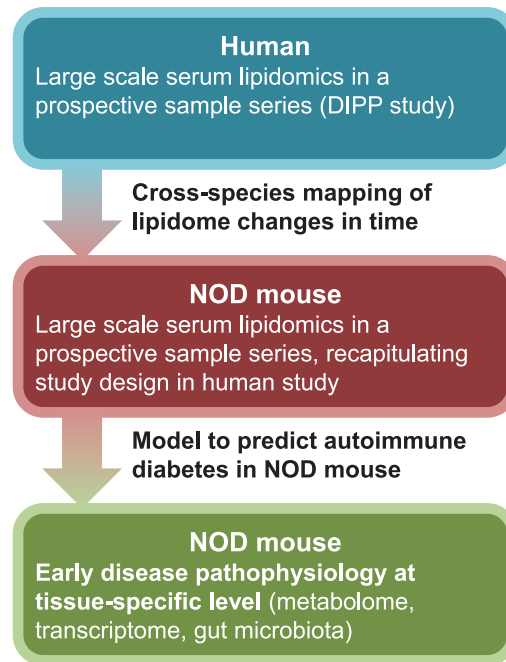 Human
Large scale serum lipidomics in a
prospective sample series (DIPP study)
Cross-species mapping of
lipidome changes in time
NOD mouse
Large scale serum lipidomics in a
prospective sample series, recapitulating
study design in human study
Model to predict autoimmune
diabetes in NOD mouse
NOD mouse
Early disease pathophysiology at
tissue-specific level (metabolome,
transcriptome, gut microbiota)